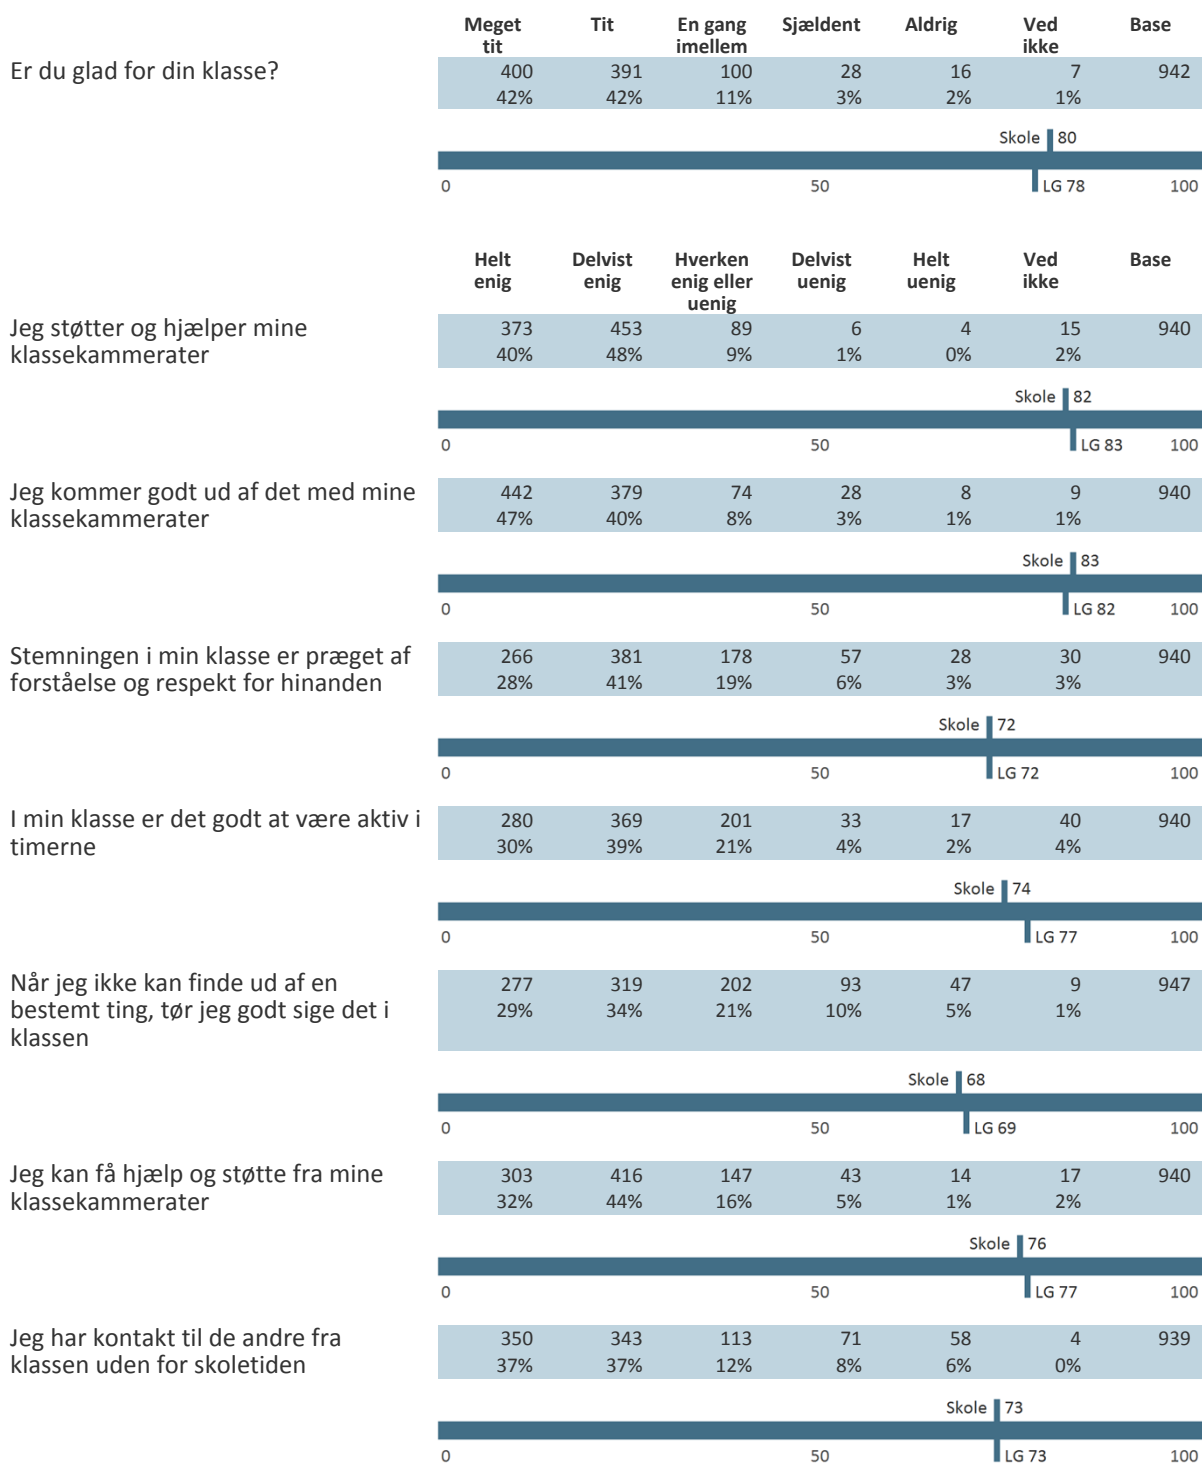 Meget tit Tit En gang imellem Sjældent Aldrig Ved ikke Base
Er du glad for din klasse? 400 391 100 28 16 7 942
42% 42% 11% 3% 2% 1%
Skole 80
0 50 LG 78 100
Helt enig Delvist enig Hverken enig eller uenig Delvist uenig Helt uenig Ved ikke Base
Jeg støtter og hjælper mine 373 453 89 6 4 15 940
klassekammerater 40% 48% 9% 1% 0% 2%
Skole 82
0 50 LG 83 100
Jeg kommer godt ud af det med mine 442 379 74 28 8 9 940
klassekammerater 47% 40% 8% 3% 1% 1%
Skole 83
0 50 LG 82 100
Stemningen i min klasse er præget af 266 381 178 57 28 30 940
forståelse og respekt for hinanden 28% 41% 19% 6% 3% 3%
Skole 72
0 50 LG 72 100
I min klasse er det godt at være aktiv i 280 369 201 33 17 40 940
timerne 30% 39% 21% 4% 2% 4%
Skole 74
0 50 LG 77 100
Når jeg ikke kan finde ud af en 277 319 202 93 47 9 947
bestemt ting, tør jeg godt sige det i 29% 34% 21% 10% 5% 1%
klassen
Skole 68
0 50 LG 69 100
Jeg kan få hjælp og støtte fra mine 303 416 147 43 14 17 940
klassekammerater 32% 44% 16% 5% 1% 2%
Skole 76
0 50 LG 77 100
Jeg har kontakt til de andre fra 350 343 113 71 58 4 939
klassen uden for skoletiden 37% 37% 12% 8% 6% 0%
Skole 73
0 50 LG 73 100